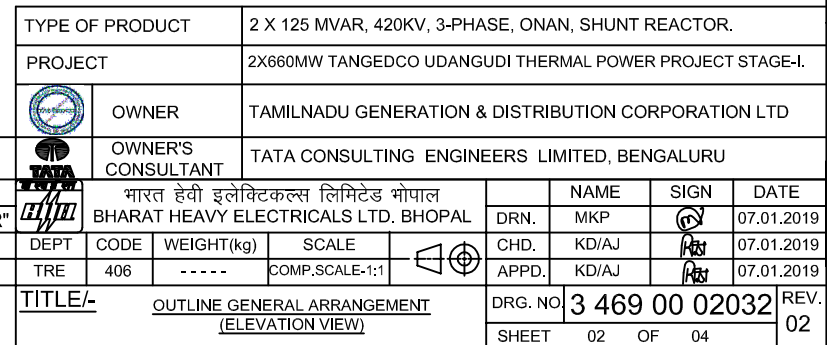 TYPE OF PRODUCT 2 X 125 MVAR, 420KV, 3-PHASE, ONAN, SHUNT REACTOR.
PROJECT 2X660MW TANGEDCO UDANGUDI THERMAL POWER PROJECT STAGE-I.
OWNER TAMILNADU GENERATION & DISTRIBUTION CORPORATION LTD
TATA
OWNER'S CONSULTANT TATA CONSULTING ENGINEERS LIMITED, BENGALURU
भारत हेवी इलेक्टिकल्स लिमिटेड भोपाल
BHARAT HEAVY ELECTRICALS LTD. BHOPAL
NAME SIGN DATE
DRN. MKP 07.01.2019
DEPT CODE WEIGHT(kg) SCALE CHD. KD/AJ 07.01.2019
TRE 406 ----- COMP.SCALE-1:1 APPD. KD/AJ 07.01.2019
TITLE/- OUTLINE GENERAL ARRANGEMENT
(ELEVATION VIEW)
DRG. NO. 3 469 00 02032 REV. 02
SHEET 02 OF 04